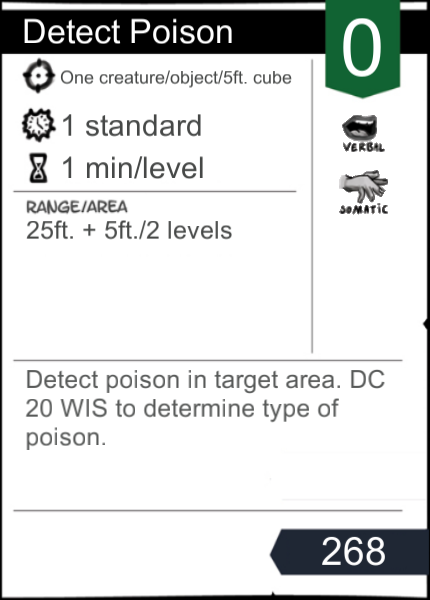 Detect Poison
0
One creature/object/5ft. cube
1 standard
1 min/level
VERBAL
SOMATIC
RANGE/AREA
25ft. + 5ft./2 levels
Detect poison in target area. DC
20 WIS to determine type of
poison.
268